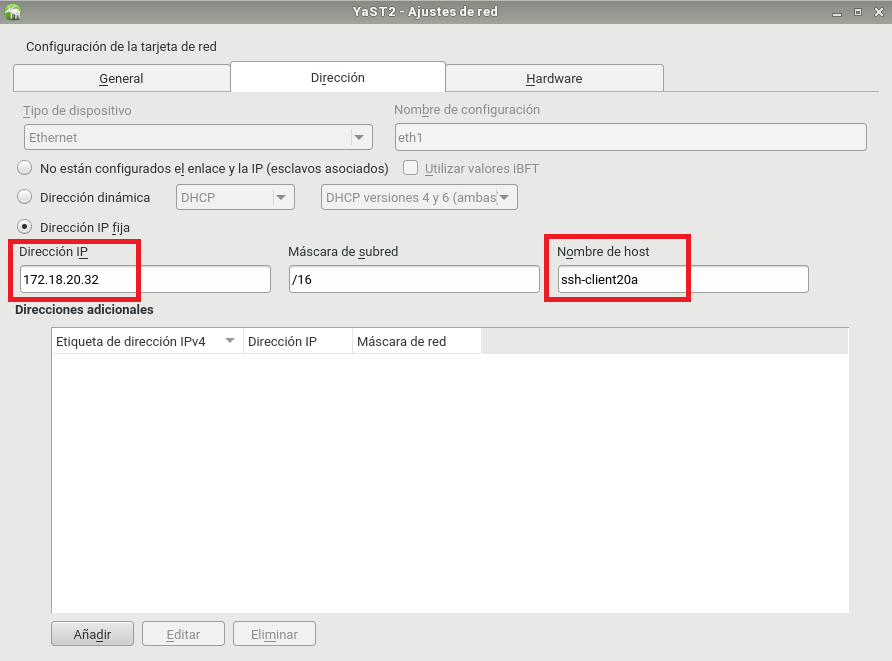 YaST2 - Ajustes de red
Configuración de la tarjeta de red
General Dirección Hardware
Tipo de dispositivo Nombre de configuración
Ethernet eth1
No están configurados el enlace y la IP (esclavos asociados) Utilizar valores iBFT
Dirección dinámica DHCP DHCP versiones 4 y 6 (ambas
Dirección IP fija
Dirección IP Máscara de subred Nombre de host
172.18.20.32 /16 ssh-client20a
Direcciones adicionales
Etiqueta de dirección IPv4 Dirección IP Máscara de red
Añadir Editar Eliminar